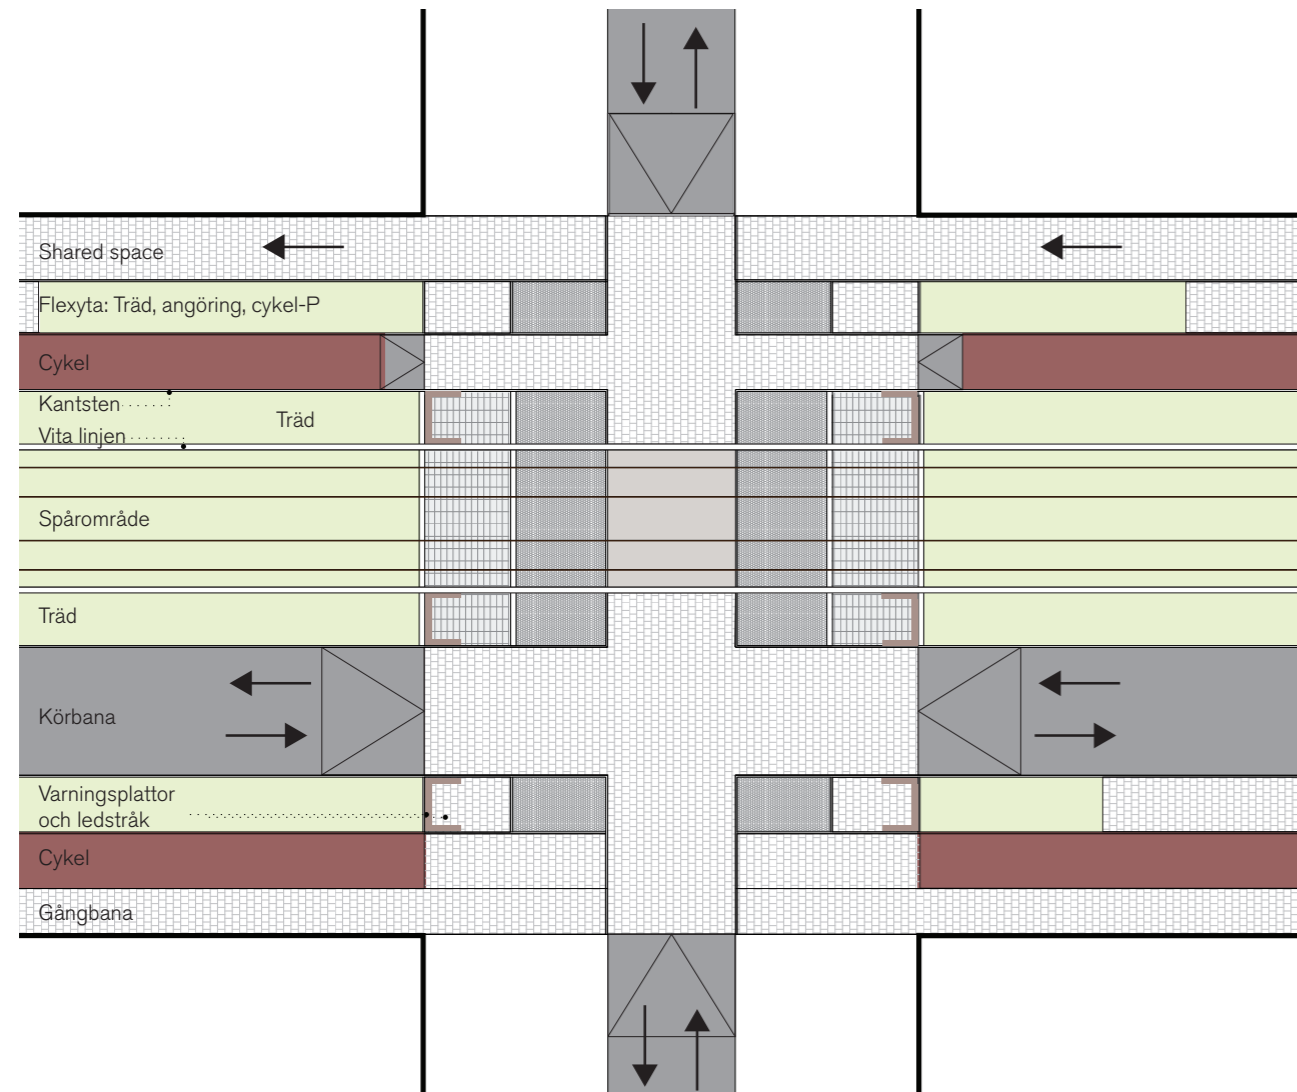 Shared space
Flexyta: Träd, angöring, cykel-P
Cykel
Kantsten
Träd
Vita linjen
Spårområde
Träd
Körbana
Varningsplattor
och ledstråk
Cykel
Gångbana